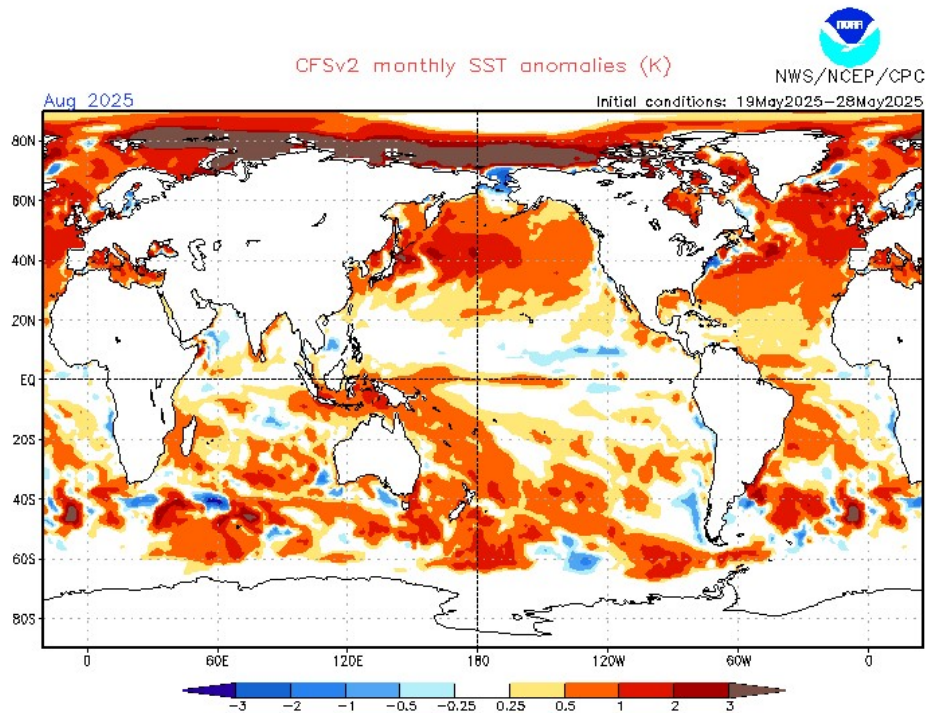 NOAA
CFSv2 monthly SST anomalies (K)
NWS/NCEP/CPC
Aug 2025
Initial conditions: 19May2025-28May2025
80N
60N
40N
20N
EQ
20S
40S
60S
80S
0 60E 120E 180 120W 60W 0
-3 -2 -1 -0.5 -0.25 0.25 0.5 1 2 3